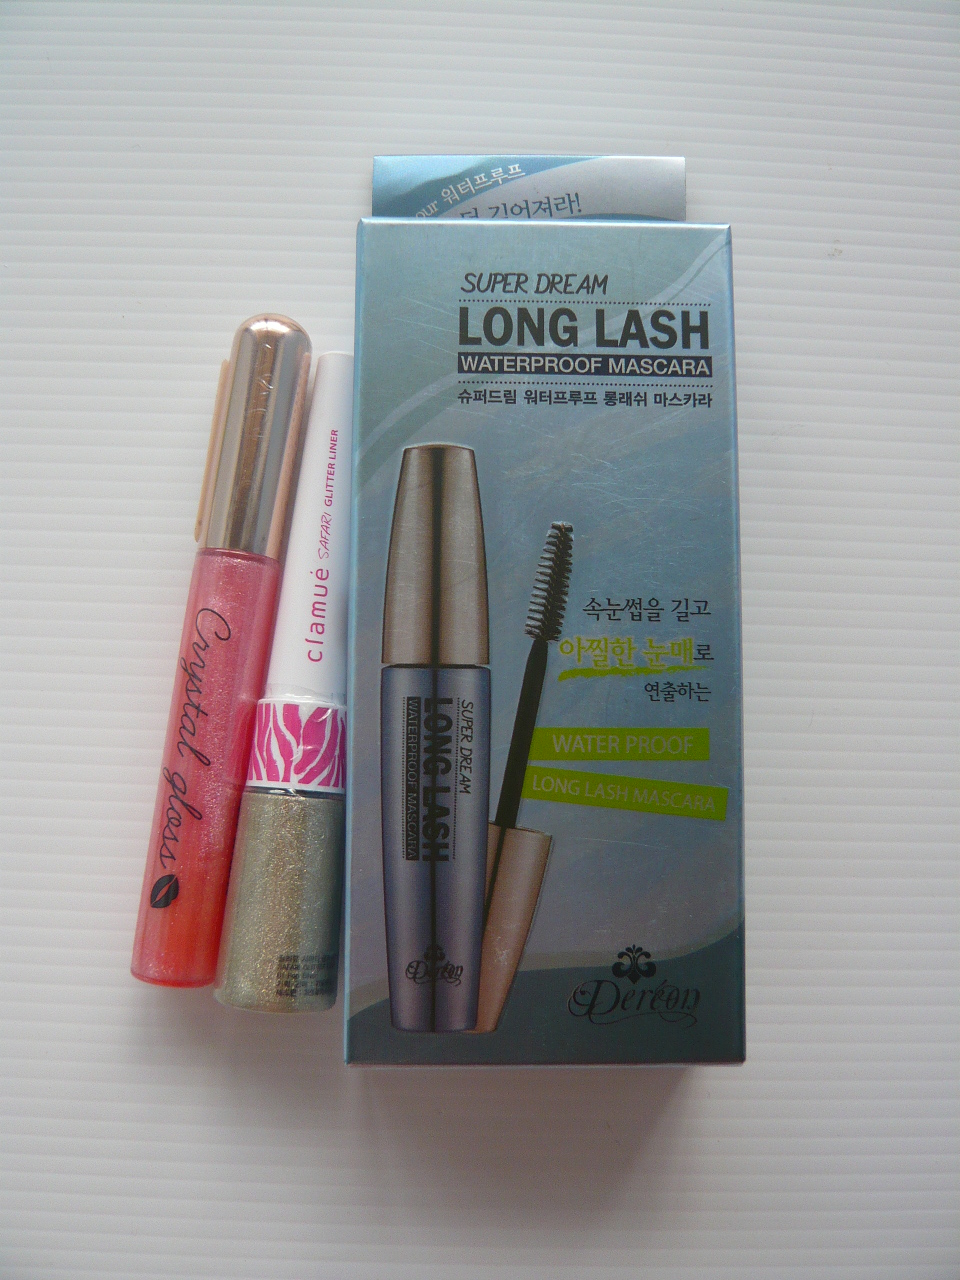 our 워터프루프
더 길어져라!
SUPER DREAM
LONG LASH
WATERPROOF MASCARA
슈퍼드림 워터프루프 롱래쉬 마스카라
속눈썹을 길고
아찔한 눈매로
연출하는
WATER PROOF
LONG LASH MASCARA
SUPER DREAM
LONG LASH
WATERPROOF MASCARA
Deréon
Deréon
clamué SAFARI GLITTER LINER
Crystal gloss